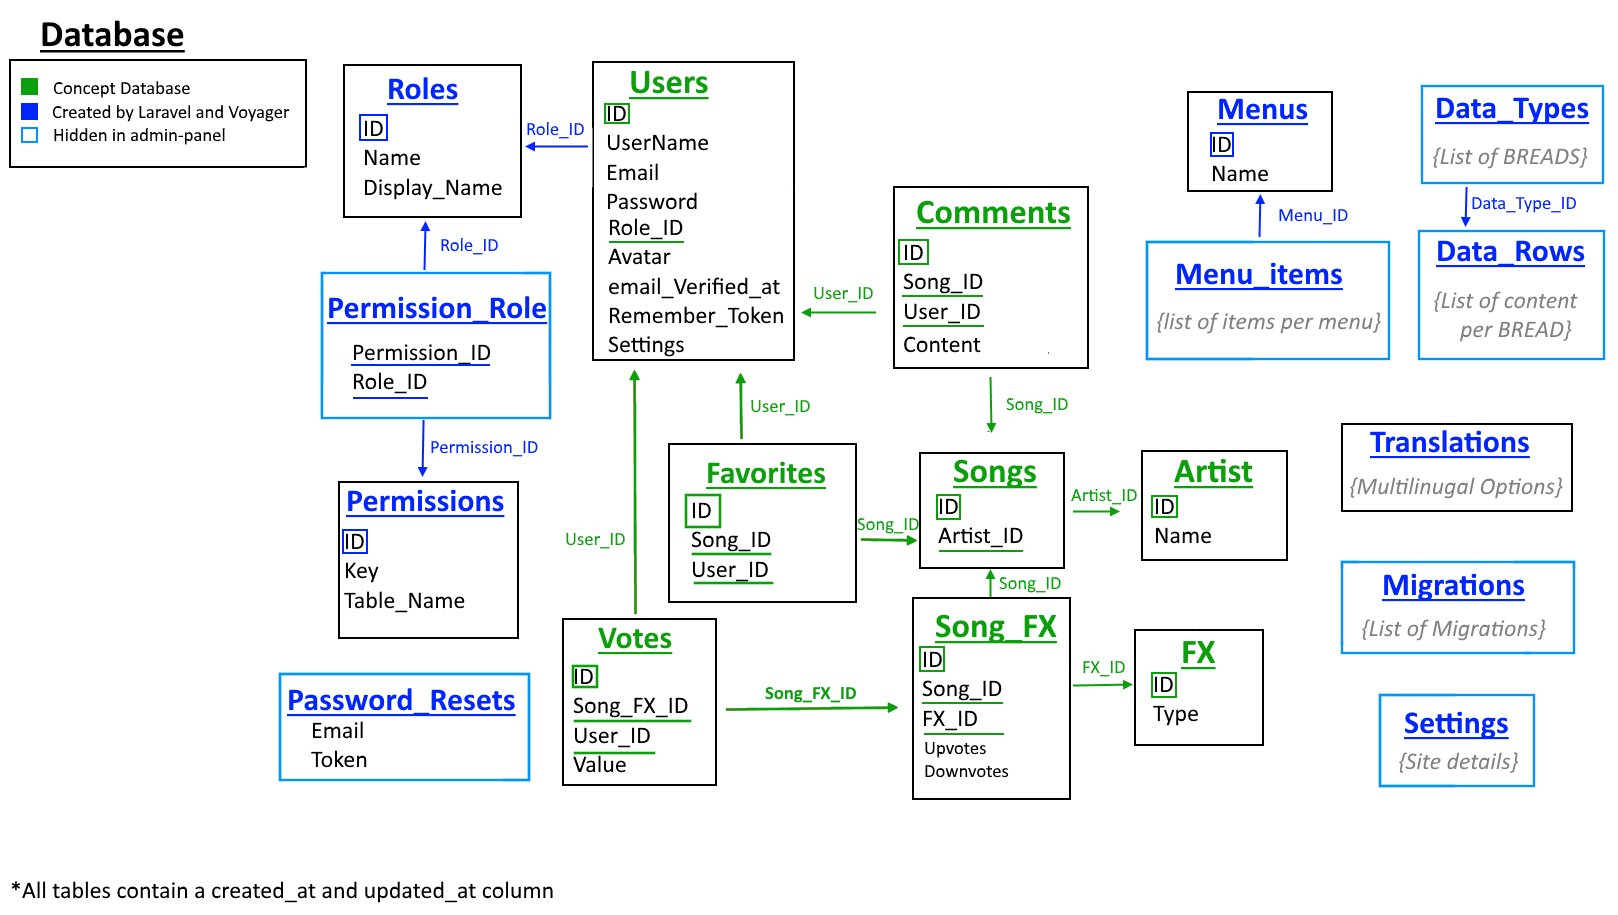 Database
Concept Database
Created by Laravel and Voyager
Hidden in admin-panel
Roles
ID
Name
Display_Name
Role_ID
Users
ID
UserName
Email
Password
Role_ID
Avatar
email_Verified_at
Remember_Token
Settings
Role_ID
Permission_Role
Permission_ID
Role_ID
Permission_ID
Permissions
ID
Key
Table_Name
Password_Resets
Email
Token
User_ID
Comments
ID
Song_ID
User_ID
Content
Song_ID
User_ID
User_ID
Favorites
ID
Song_ID
User_ID
Song_ID
Songs
ID
Artist_ID
Artist_ID
Artist
ID
Name
Song_ID
Votes
ID
Song_FX_ID
User_ID
Value
Song_FX_ID
Song_FX
ID
Song_ID
FX_ID
Upvotes
Downvotes
FX_ID
FX
ID
Type
Menus
ID
Name
Menu_ID
Menu_items
{list of items per menu}
Data_Types
{List of BREADS}
Data_Type_ID
Data_Rows
{List of content
per BREAD}
Translations
{Multilinugal Options}
Migrations
{List of Migrations}
Settings
{Site details}
*All tables contain a created_at and updated_at column